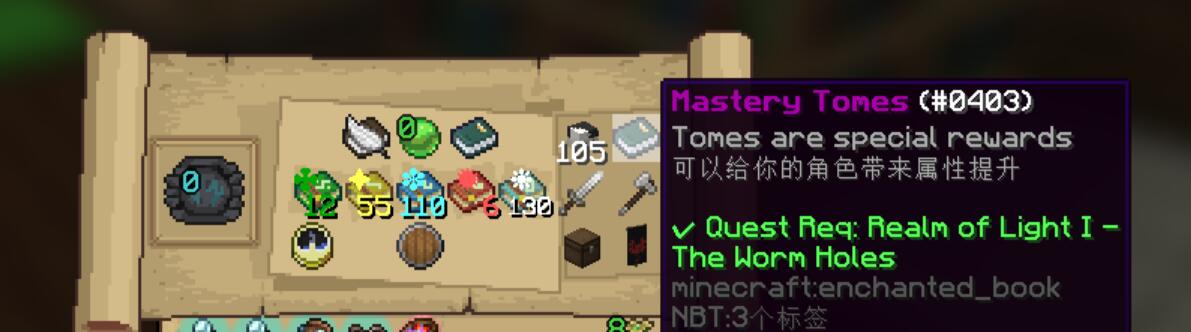 Mastery Tomes (#0403)
Tomes are special rewards
可以给你的角色带来属性提升
✓ Quest Req: Realm of Light I –
The Worm Holes
minecraft:enchanted_book
NBT:3个标签
0
105
0
12 55 110 6 130
8